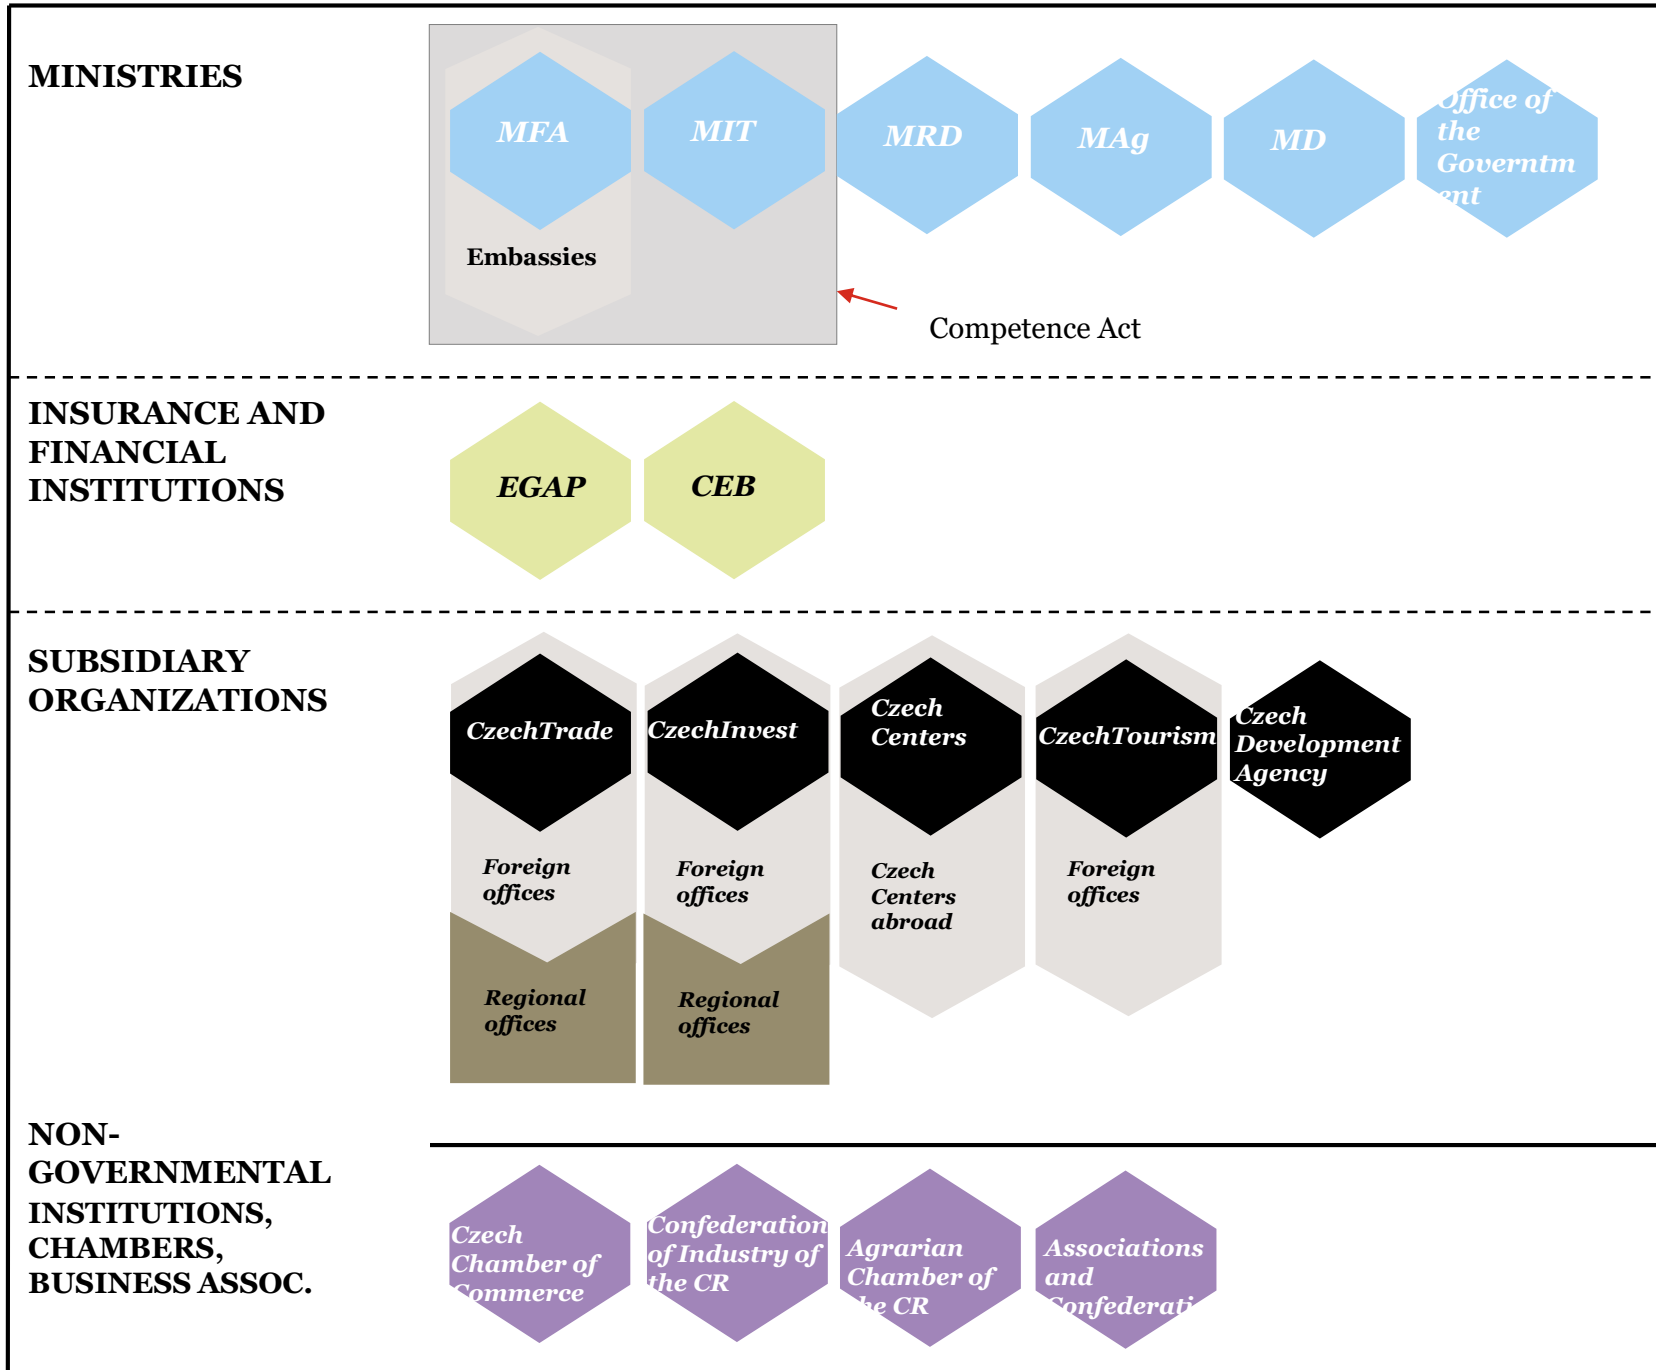 MINISTRIES
MFA
MIT
MRD
MAg
MD
Office of
the
Governtm
ent
Embassies
Competence Act
INSURANCE AND
FINANCIAL
INSTITUTIONS
EGAP
CEB
SUBSIDIARY
ORGANIZATIONS
CzechTrade
CzechInvest
Czech
Centers
CzechTourism
Czech
Development
Agency
Foreign
offices
Foreign
offices
Czech
Centers
abroad
Foreign
offices
Regional
offices
Regional
offices
NON-
GOVERNMENTAL
INSTITUTIONS,
CHAMBERS,
BUSINESS ASSOC.
Czech
Chamber of
Commerce
Confederation
of Industry of
the CR
Agrarian
Chamber of
the CR
Associations
and
Confederati